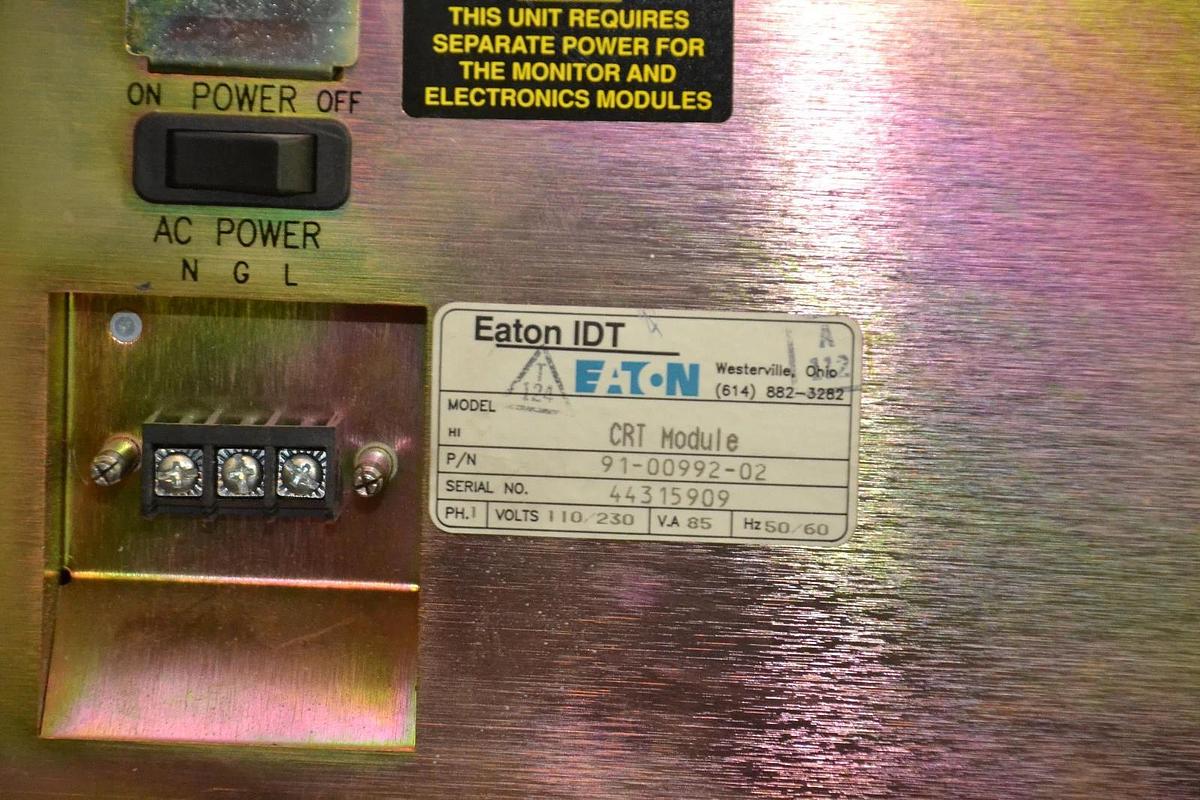 THIS UNIT REQUIRES
SEPARATE POWER FOR
THE MONITOR AND
ELECTRONICS MODULES
ON POWER OFF
AC POWER
N G L
Eaton IDT
A
T
124
EATON
Westerville, Ohio
112
(614) 882-3282
MODEL
HI
CRT Module
P/N 91-00992-02
SERIAL NO. 44315909
PH.1 VOLTS 110/230 V.A 85 Hz 50/60